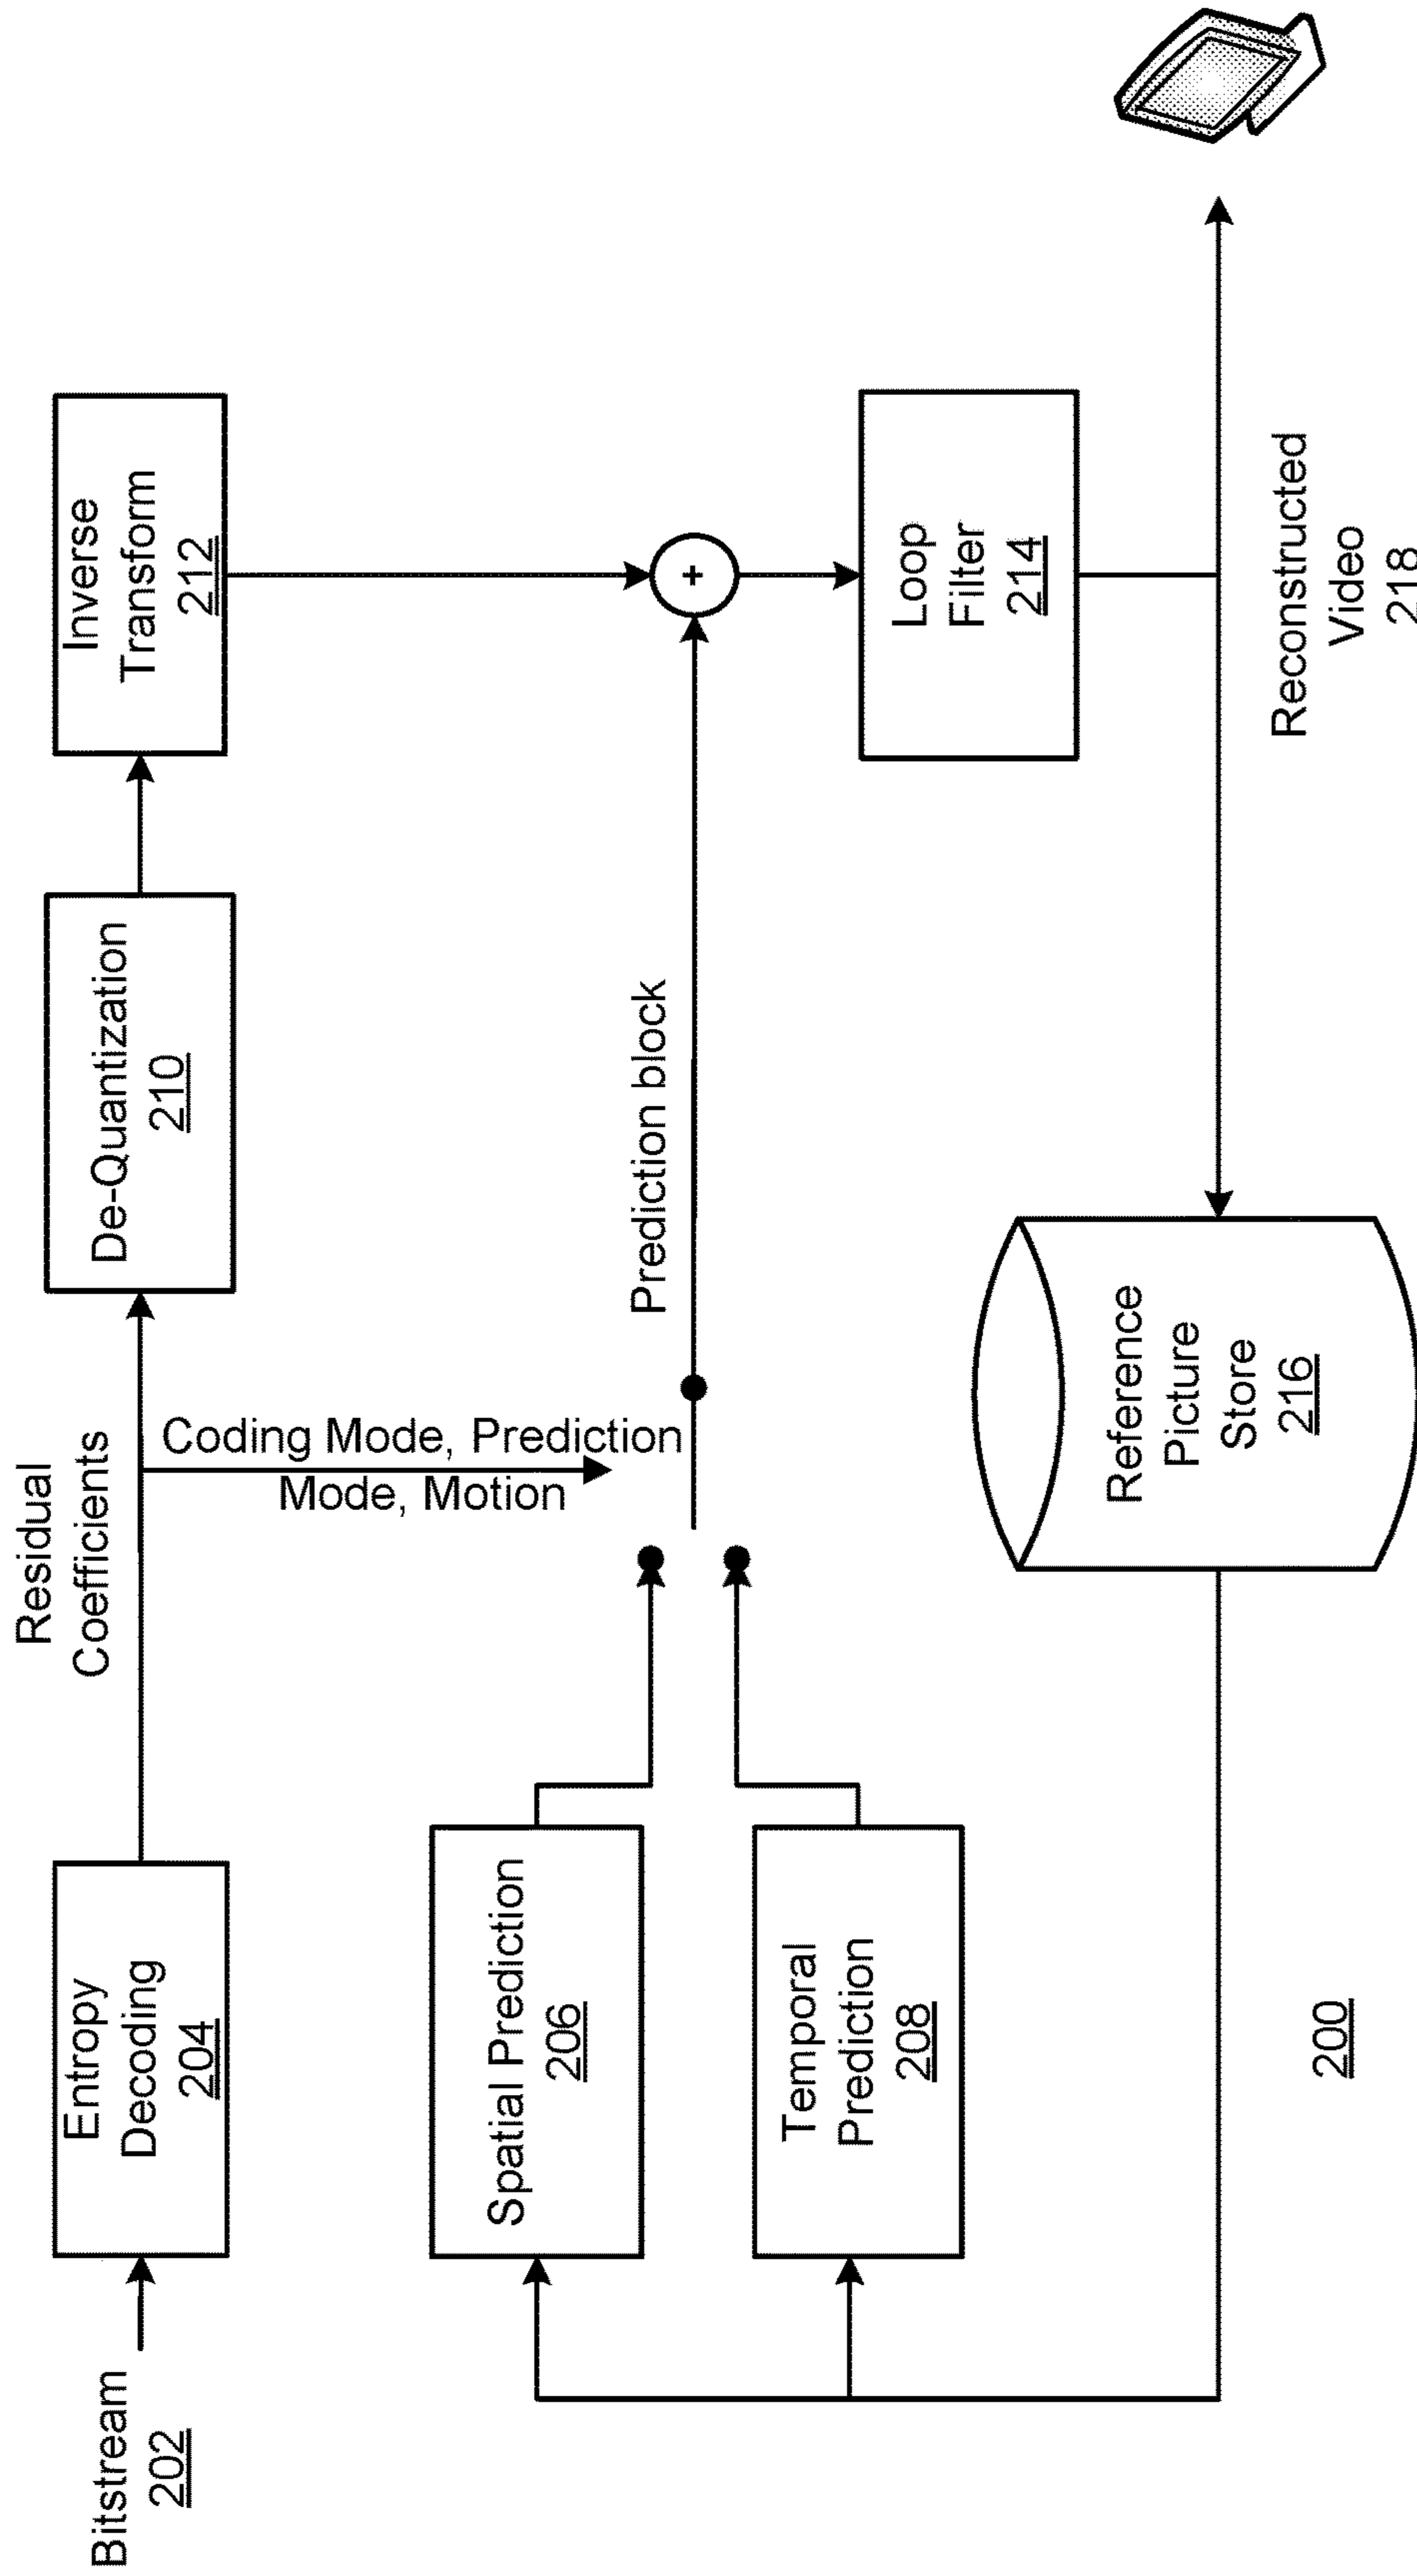 Bitstream
202
Entropy
Decoding
204
Residual
Coefficients
De-Quantization
210
Inverse
Transform
212
Coding Mode, Prediction
Mode, Motion
Spatial Prediction
206
Temporal
Prediction
208
Prediction block
+
Loop
Filter
214
Reference
Picture
Store
216
Reconstructed
Video
218
200